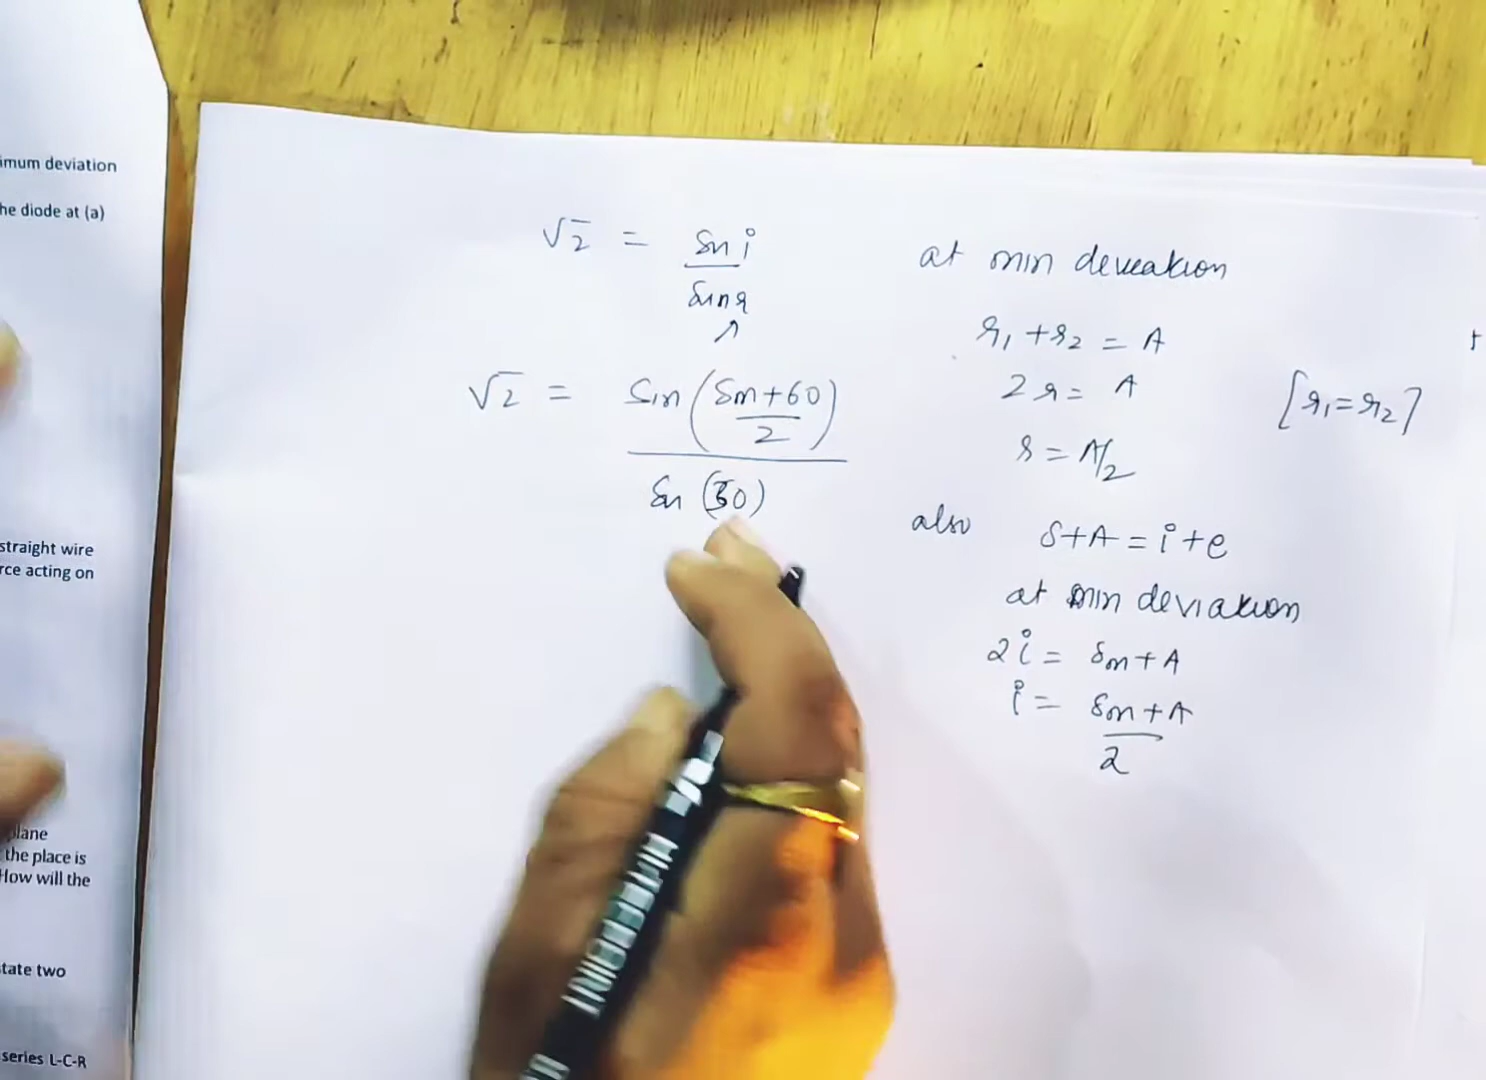 imum deviation
he diode at (a)
straight wire
rce acting on
plane
the place is
How will the
tate two
series L-C-R
√2 = sin i / sin r
√2 = sin (δm+60 / 2) / sin (30)
at min deviation
r₁ + r₂ = A
2r = A
[r₁ = r₂]
r = A/2
also δ+A = i+e
at min deviation
2i = δm + A
i = δm + A / 2